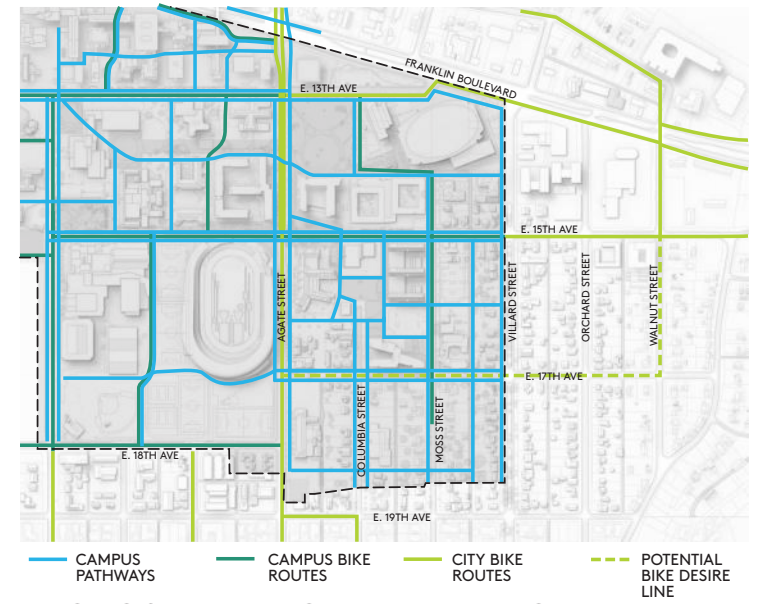 FRANKLIN BOULEVARD
E. 13TH AVE
E. 15TH AVE
AGATE STREET
VILLARD STREET
ORCHARD STREET
WALNUT STREET
E. 17TH AVE
COLUMBIA STREET
MOSS STREET
E. 18TH AVE
E. 19TH AVE
CAMPUS
PATHWAYS
CAMPUS BIKE
ROUTES
CITY BIKE
ROUTES
POTENTIAL
BIKE DESIRE
LINE